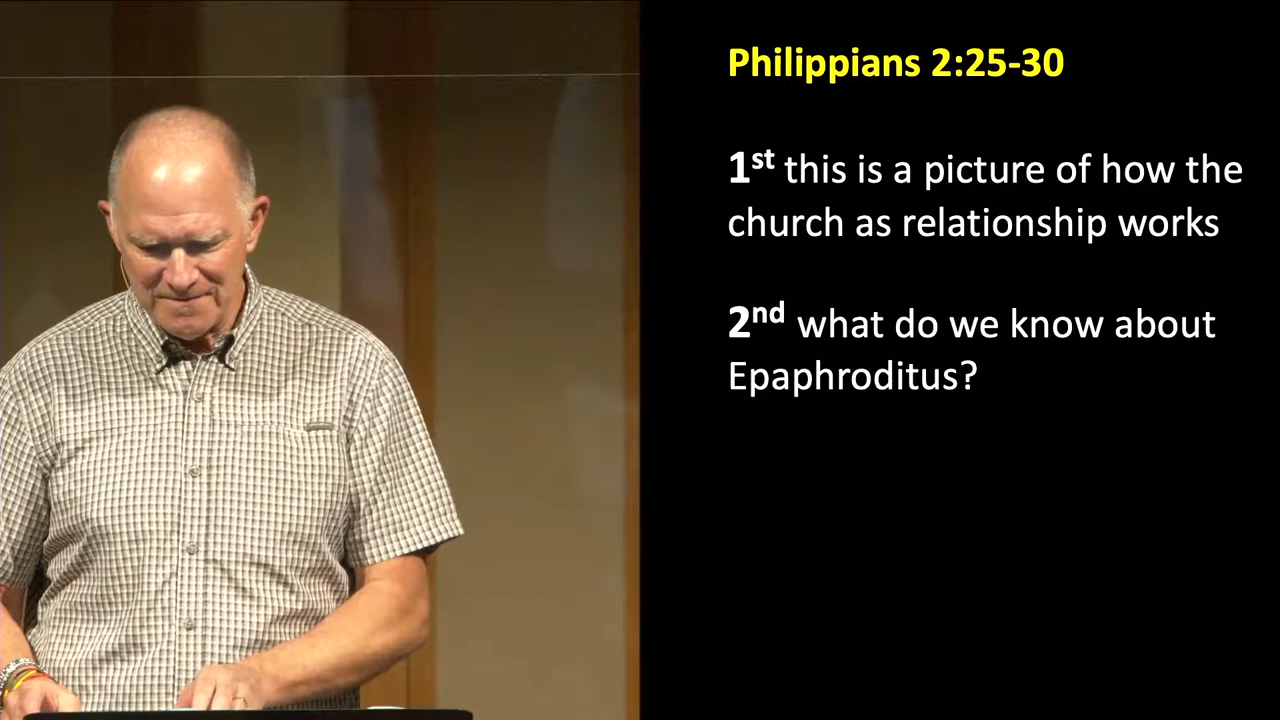 Philippians 2:25-30
1st this is a picture of how the
church as relationship works
2nd what do we know about
Epaphroditus?